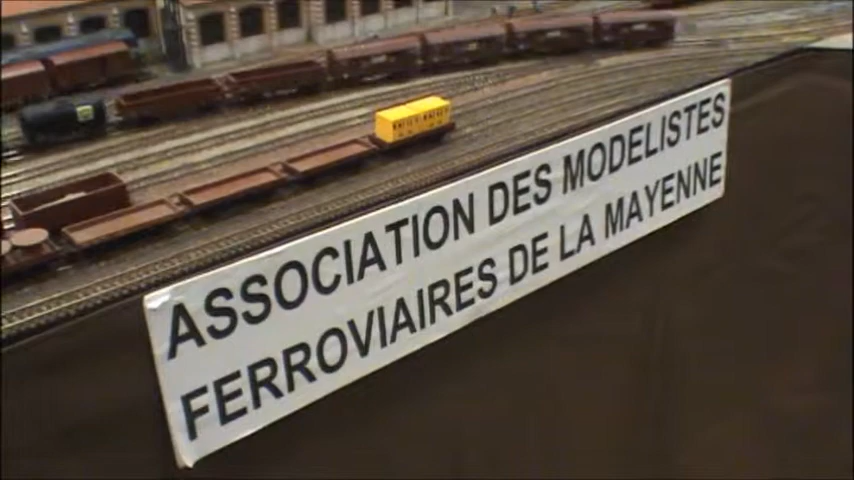 ASSOCIATION DES MODELISTES
FERROVIAIRES DE LA MAYENNE